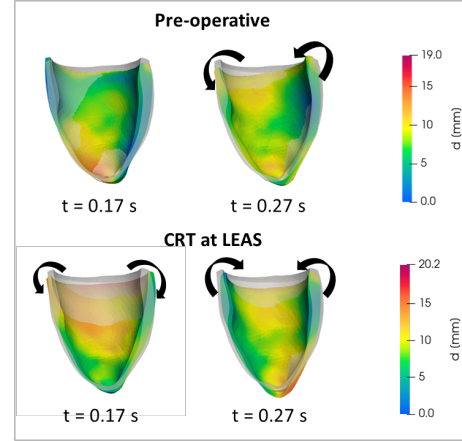 Pre-operative
19.0
15
10
5
0.0
d (mm)
t = 0.17 s
t = 0.27 s
CRT at LEAS
20.2
15
10
5
0.0
d (mm)
t = 0.17 s
t = 0.27 s